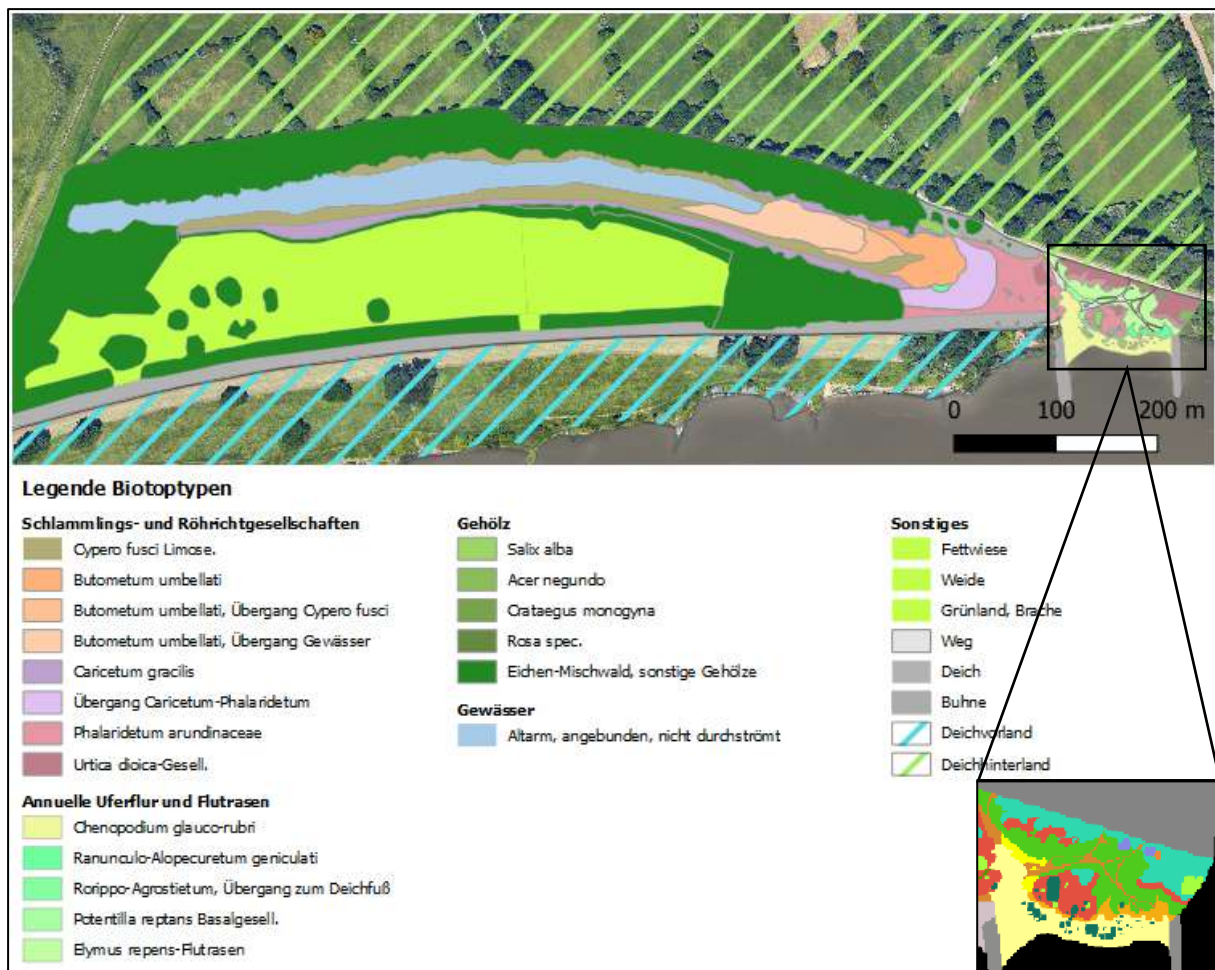 0 100 200 m
Legende Biotoptypen
Schlammlings- und Röhrichtgesellschaften
Cypero fusci Limose.
Butometum umbellati
Butometum umbellati, Übergang Cypero fusci
Butometum umbellati, Übergang Gewässer
Caricetum gracilis
Übergang Caricetum-Phalaridetum
Phalaridetum arundinaceae
Urtica dioica-Gesell.
Annuelle Uferflur und Flutrasen
Chenopodium glauco-rubri
Ranunculo-Alopecuretum geniculati
Rorippo-Agrostietum, Übergang zum Deichfuß
Potentilla reptans Basalgesell.
Elymus repens-Flutrasen
Gehölz
Salix alba
Acer negundo
Crataegus monogyna
Rosa spec.
Eichen-Mischwald, sonstige Gehölze
Gewässer
Altarm, angebunden, nicht durchströmt
Sonstiges
Fettwiese
Weide
Grünland, Brache
Weg
Deich
Buhne
Deichvorland
Deichhinterland